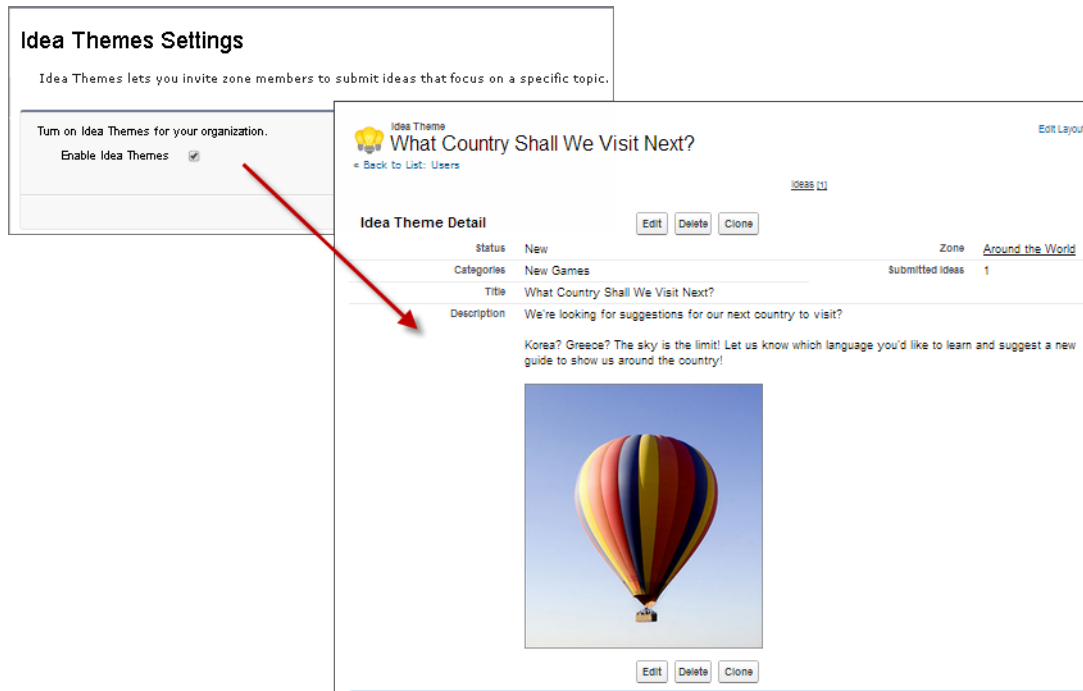 Idea Themes Settings
Idea Themes lets you invite zone members to submit ideas that focus on a specific topic.
Turn on Idea Themes for your organization.
Enable Idea Themes
Idea Theme
What Country Shall We Visit Next?
Edit Layout
« Back to List: Users
Ideas [1]
Idea Theme Detail Edit Delete Clone
Status New Zone Around the World
Categories New Games Submitted Ideas 1
Title What Country Shall We Visit Next?
Description We're looking for suggestions for our next country to visit?
Korea? Greece? The sky is the limit! Let us know which language you'd like to learn and suggest a new
guide to show us around the country!
Edit Delete Clone